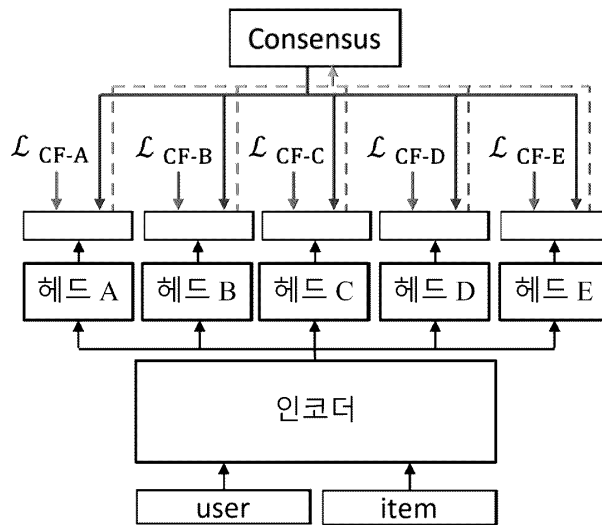 Consensus
ℒ CF-A ℒ CF-B ℒ CF-C ℒ CF-D ℒ CF-E
헤드 A 헤드 B 헤드 C 헤드 D 헤드 E
인코더
user item